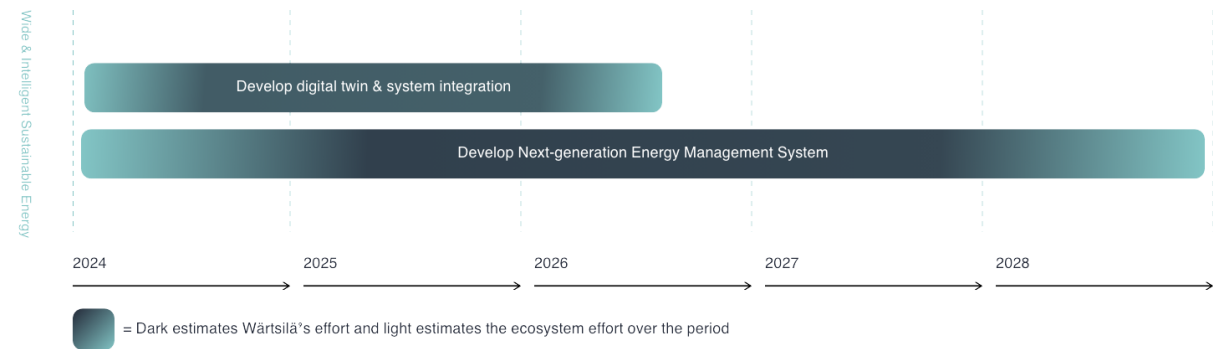 Wide & Intelligent Sustainable Energy
Develop digital twin & system integration
Develop Next-generation Energy Management System
2024
2025
2026
2027
2028
= Dark estimates Wärtsilä’s effort and light estimates the ecosystem effort over the period